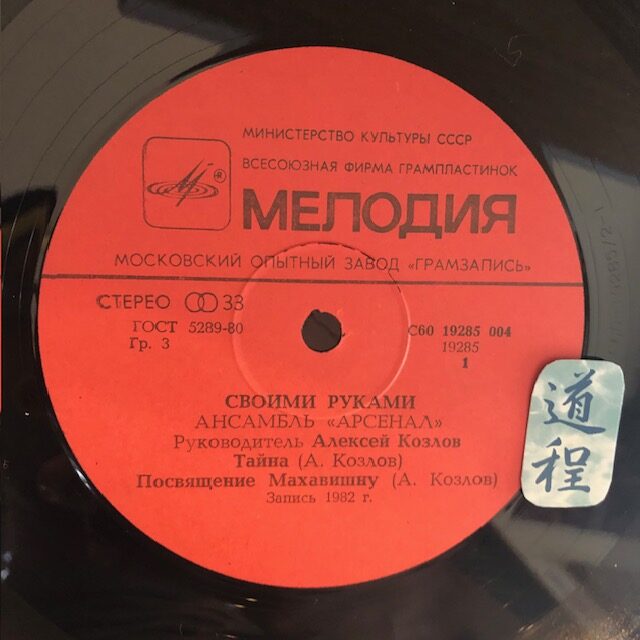 МИНИСТЕРСТВО КУЛЬТУРЫ СССР
ВСЕСОЮЗНАЯ ФИРМА ГРАМПЛАСТИНОК
®
МЕЛОДИЯ
МОСКОВСКИЙ ОПЫТНЫЙ ЗАВОД «ГРАМЗАПИСЬ»
СТЕРЕО 33
ГОСТ 5289-80
Гр. 3
С60 19285 004
19285
1
СВОИМИ РУКАМИ
АНСАМБЛЬ «АРСЕНАЛ»
Руководитель Алексей Козлов
Тайна (А. Козлов)
Посвящение Махавишну (А. Козлов)
Запись 1982 г.
道程